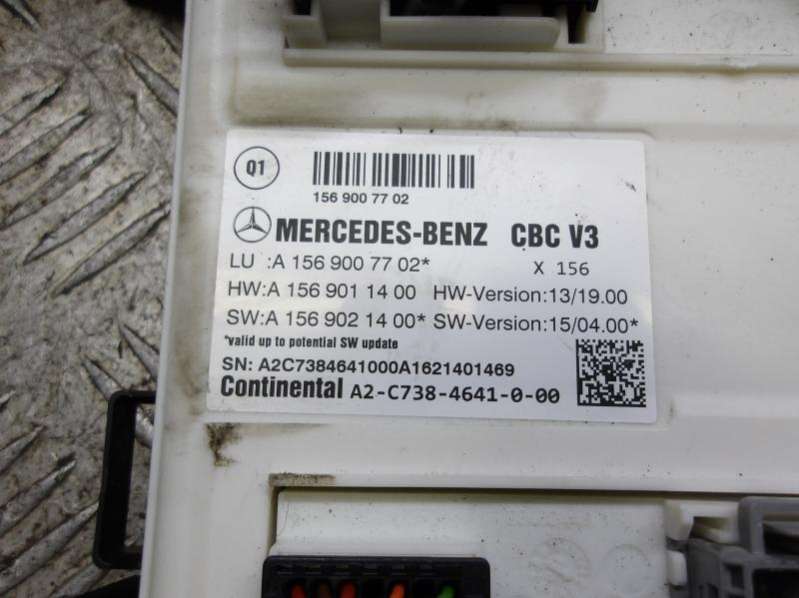 Q1
156 900 77 02
MERCEDES-BENZ CBC V3
LU :A 156 900 77 02* X 156
HW:A 156 901 14 00 HW-Version:13/19.00
SW:A 156 902 14 00* SW-Version:15/04.00*
*valid up to potential SW update
SN: A2C7384641000A1621401469
Continental A2-C738-4641-0-00